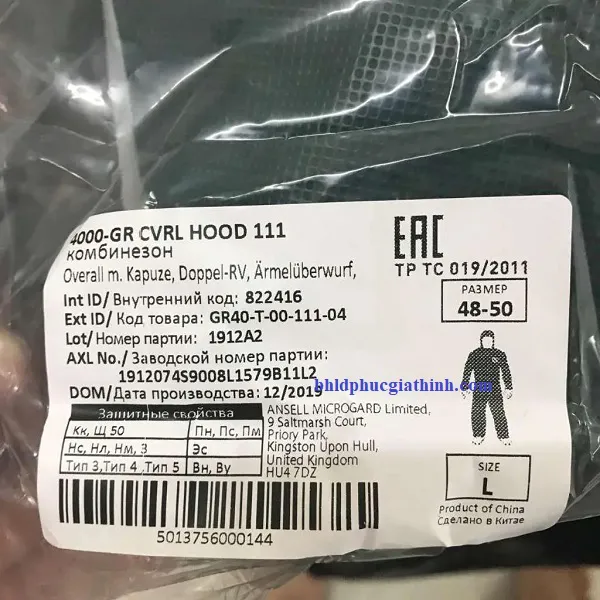 4000-GR CVRL HOOD 111
комбинезон
Overall m. Kapuze, Doppel-RV, Ärmelüberwurf,
Int ID/ Внутренний код: 822416
Ext ID/ Код товара: GR40-T-00-111-04
Lot/ Номер партии: 1912A2
AXL No./ Заводской номер партии:
1912074S9008L1579B11L2
DOM/Дата производства: 12/2019
EAC
ТР ТС 019/2011
РАЗМЕР
48-50
bhldphucgiathinh.com
Защитные свойства
Кк, Щ 50 Пн, Пс, Пм
Нс, Нл, Нм, З Эс
Тип 3,Тип 4 ,Тип 5 Вн, Ву
ANSELL MICROGARD Limited,
9 Saltmarsh Court,
Priory Park,
Kingston Upon Hull,
United Kingdom
HU4 7DZ
SIZE
L
Product of China
Сделано в Китае
5013756000144